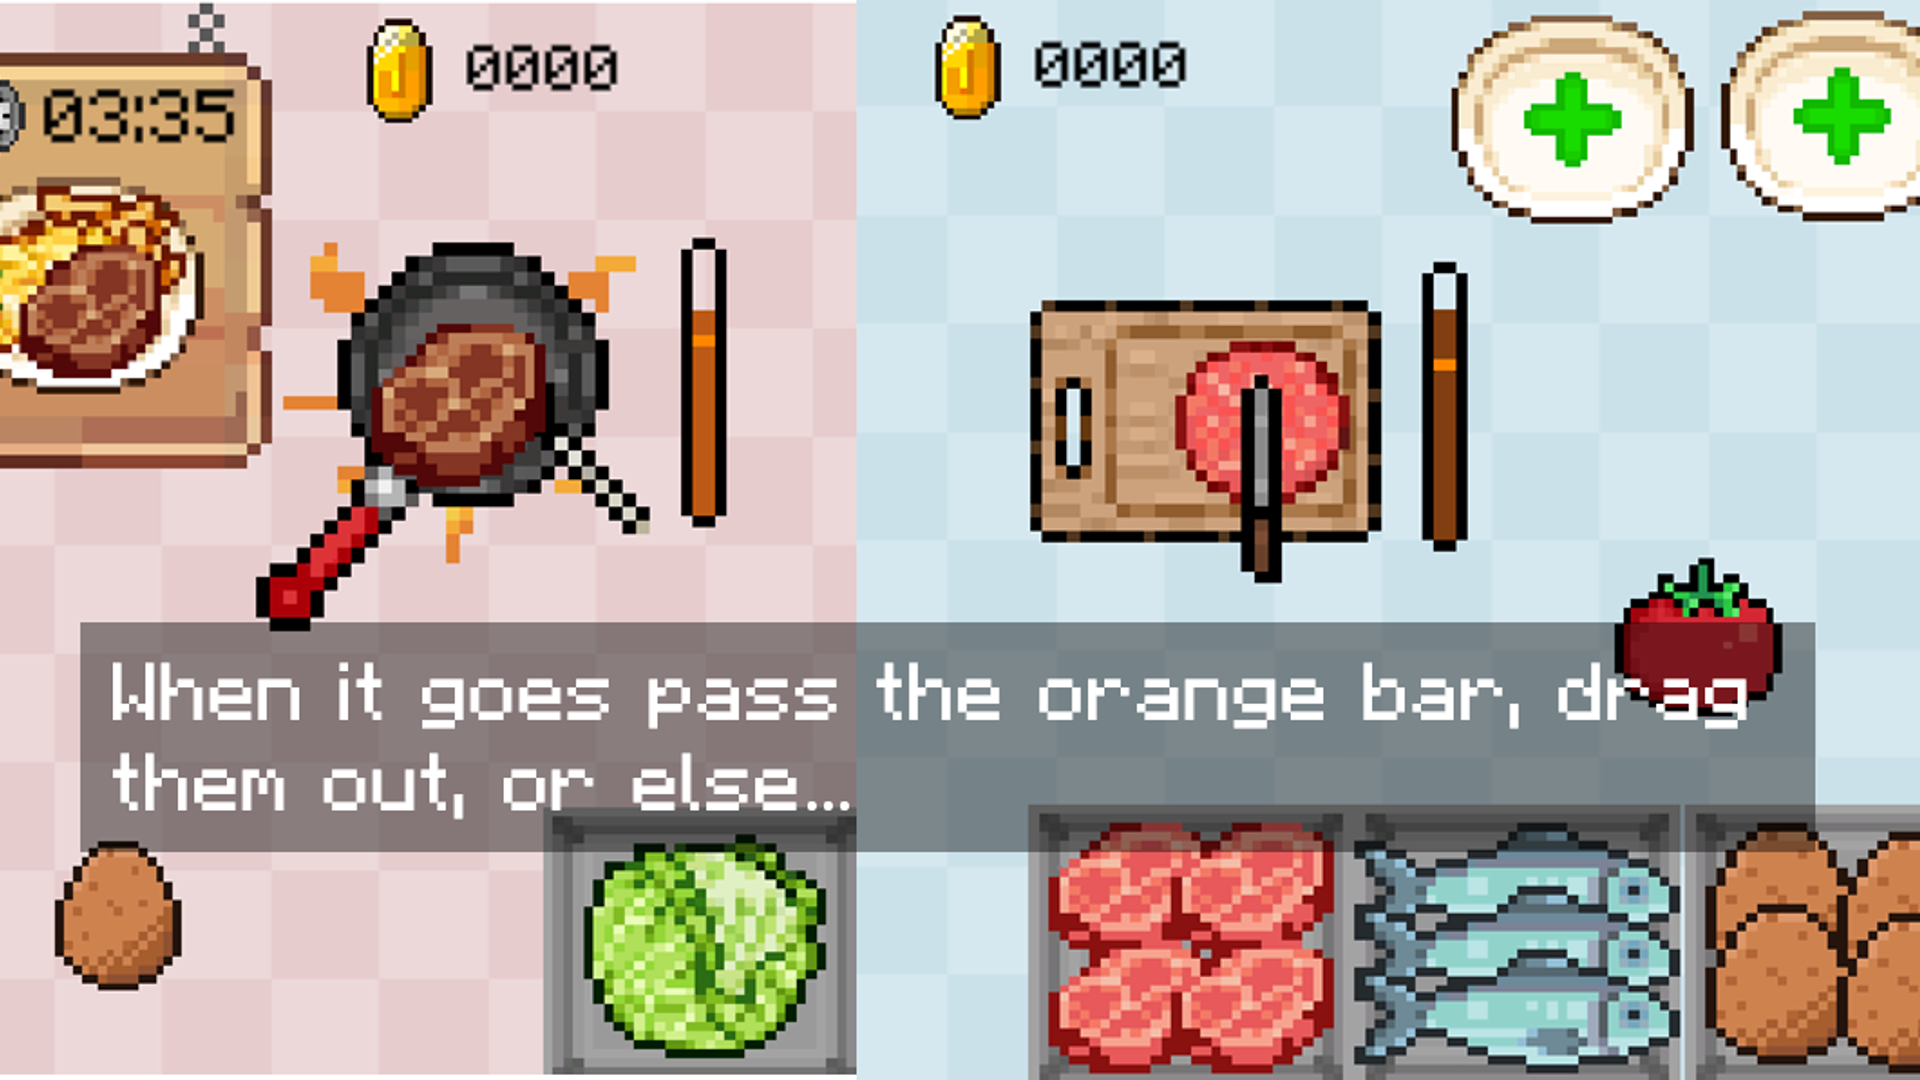 03:35
0000
0000
When it goes pass the orange bar, drag
them out, or else...